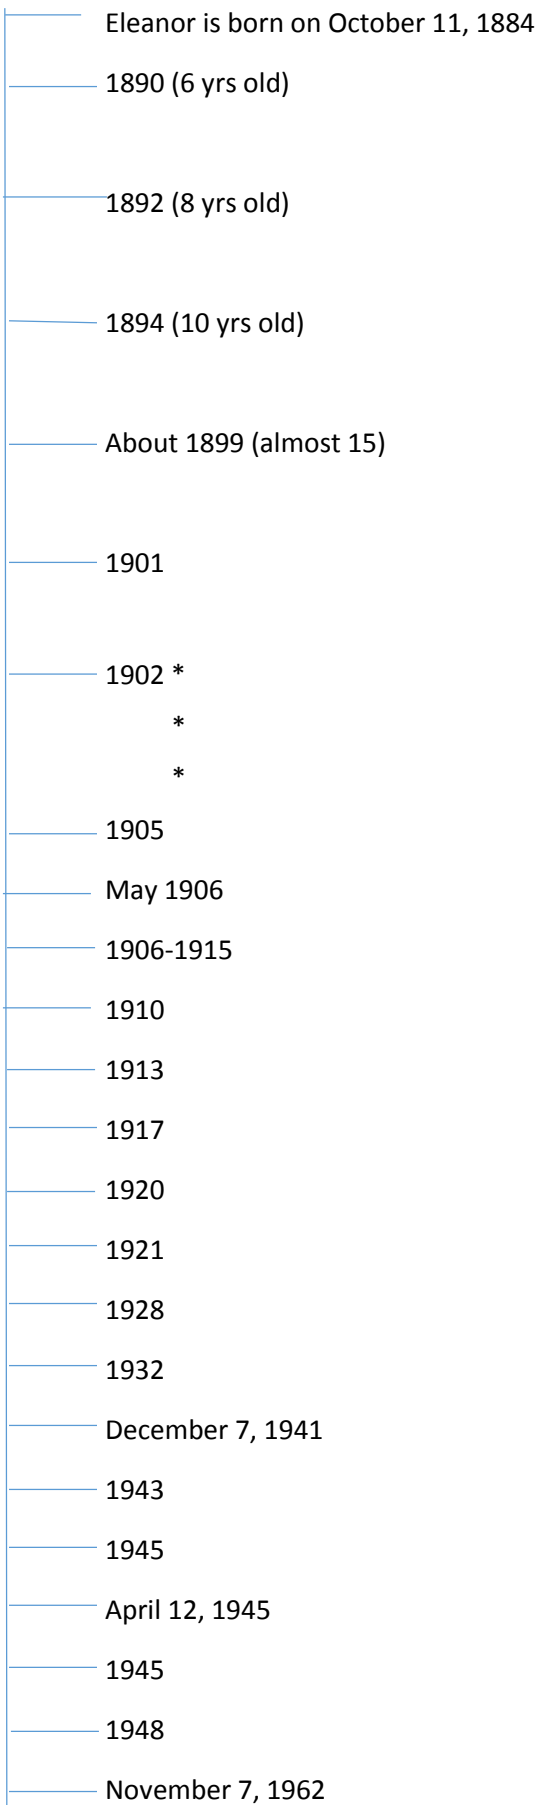 Eleanor is born on October 11, 1884
1890 (6 yrs old)
1892 (8 yrs old)
1894 (10 yrs old)
About 1899 (almost 15)
1901
1902 *
*
*
1905
May 1906
1906-1915
1910
1913
1917
1920
1921
1928
1932
December 7, 1941
1943
1945
April 12, 1945
1945
1948
November 7, 1962